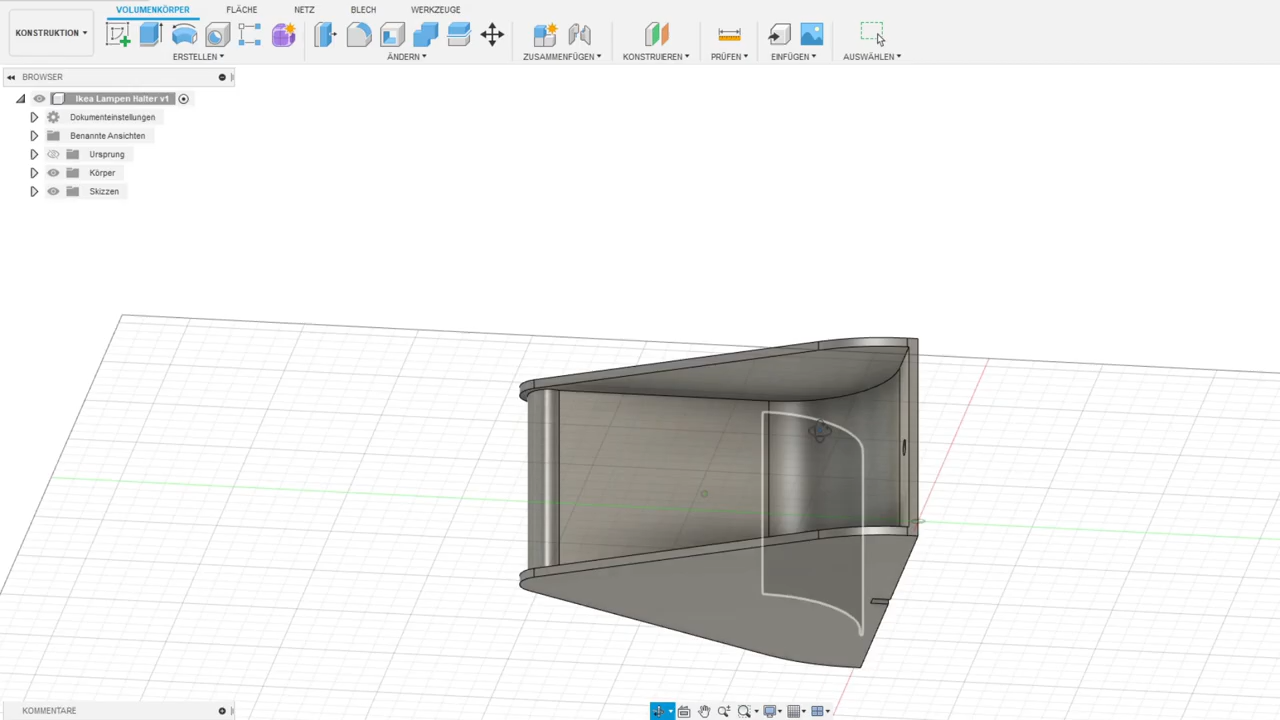 VOLUMENKÖRPER FLÄCHE NETZ BLECH WERKZEUGE
KONSTRUKTION
ERSTELLEN ÄNDERN ZUSAMMENFÜGEN KONSTRUIEREN PRÜFEN EINFÜGEN AUSWÄHLEN
BROWSER
Ikea Lampen Halter v1
Dokumenteinstellungen
Benannte Ansichten
Ursprung
Körper
Skizzen
KOMMENTARE